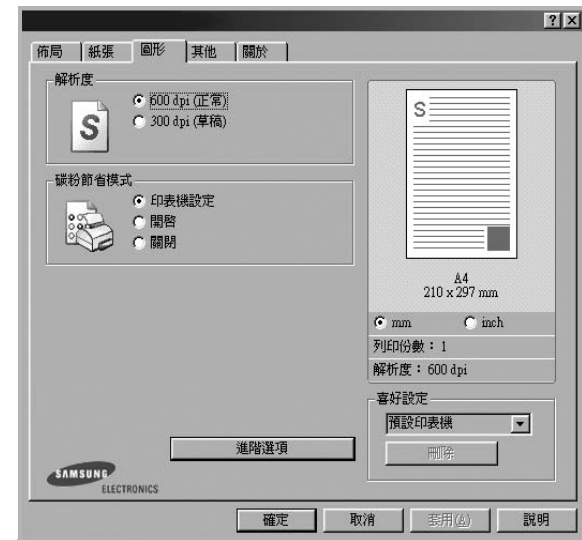 佈局 紙張 圖形 其他 關於
解析度
600 dpi (正常)
300 dpi (草稿)
碳粉節省模式
印表機設定
開啓
關閉
S
S
A4
210 x 297 mm
mm inch
列印份數：1
解析度：600 dpi
喜好設定
預設印表機
刪除
進階選項
SAMSUNG
ELECTRONICS
確定 取消 套用(A) 說明